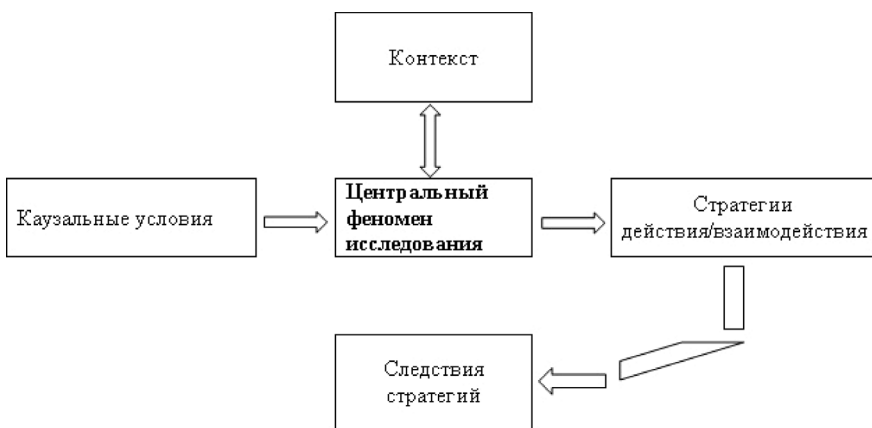 Контекст
Каузальные условия
Центральный
феномен
исследования
Стратегии
действия/взаимодействия
Следствия
стратегий